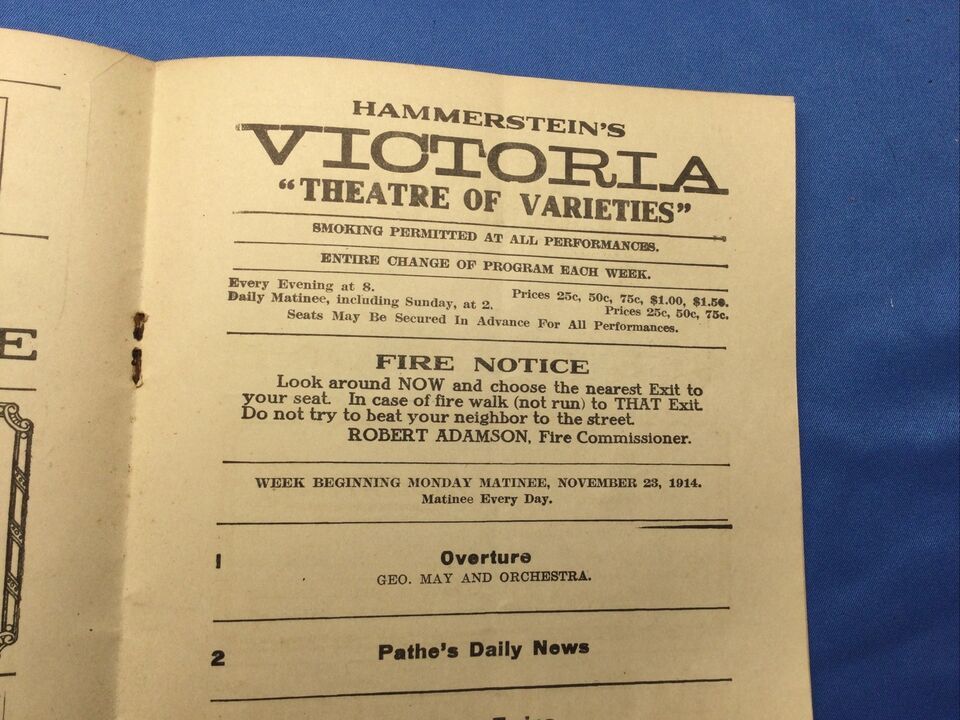 E
HAMMERSTEIN'S
VICTORIA
"THEATRE OF VARIETIES"
SMOKING PERMITTED AT ALL PERFORMANCES.
ENTIRE CHANGE OF PROGRAM EACH WEEK.
Every Evening at 8. Prices 25c, 50c, 75c, $1.00, $1.50.
Daily Matinee, including Sunday, at 2. Prices 25c, 50c, 75c.
Seats May Be Secured In Advance For All Performances.
FIRE NOTICE
Look around NOW and choose the nearest Exit to
your seat. In case of fire walk (not run) to THAT Exit.
Do not try to beat your neighbor to the street.
ROBERT ADAMSON, Fire Commissioner.
WEEK BEGINNING MONDAY MATINEE, NOVEMBER 23, 1914.
Matinee Every Day.
1 Overture
GEO. MAY AND ORCHESTRA.
2 Pathe's Daily News